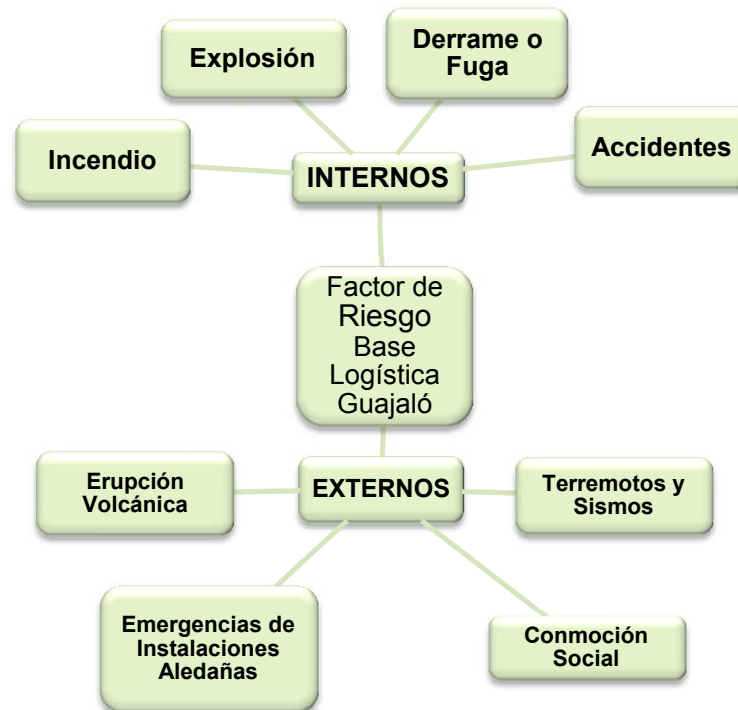 Explosión
Derrame o
Fuga
Incendio
INTERNOS
Accidentes
Factor de
Riesgo
Base
Logística
Guajaló
Erupción
Volcánica
EXTERNOS
Terremotos y
Sismos
Emergencias de
Instalaciones
Aledañas
Conmoción
Social